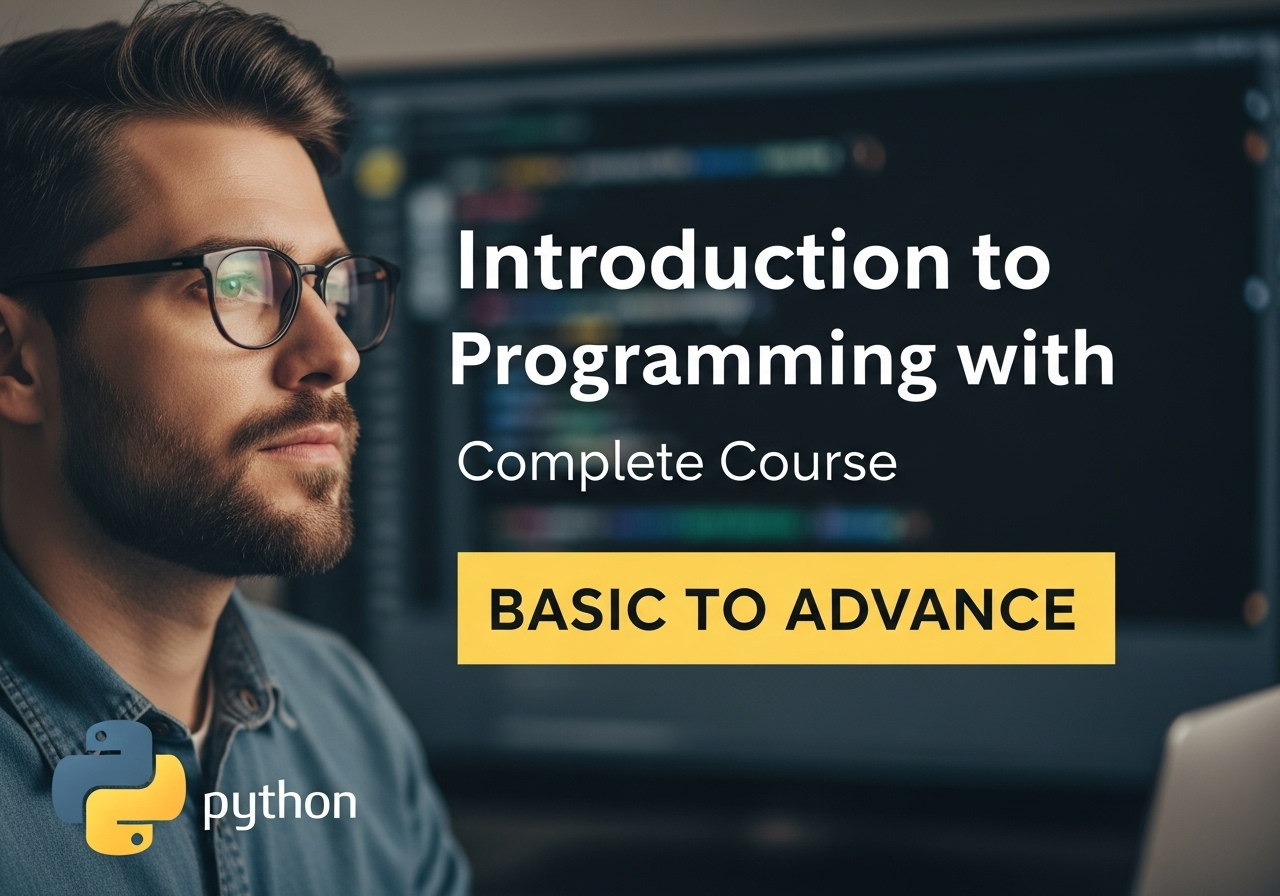 Introduction to
Programming with
Complete Course
BASIC TO ADVANCE
python